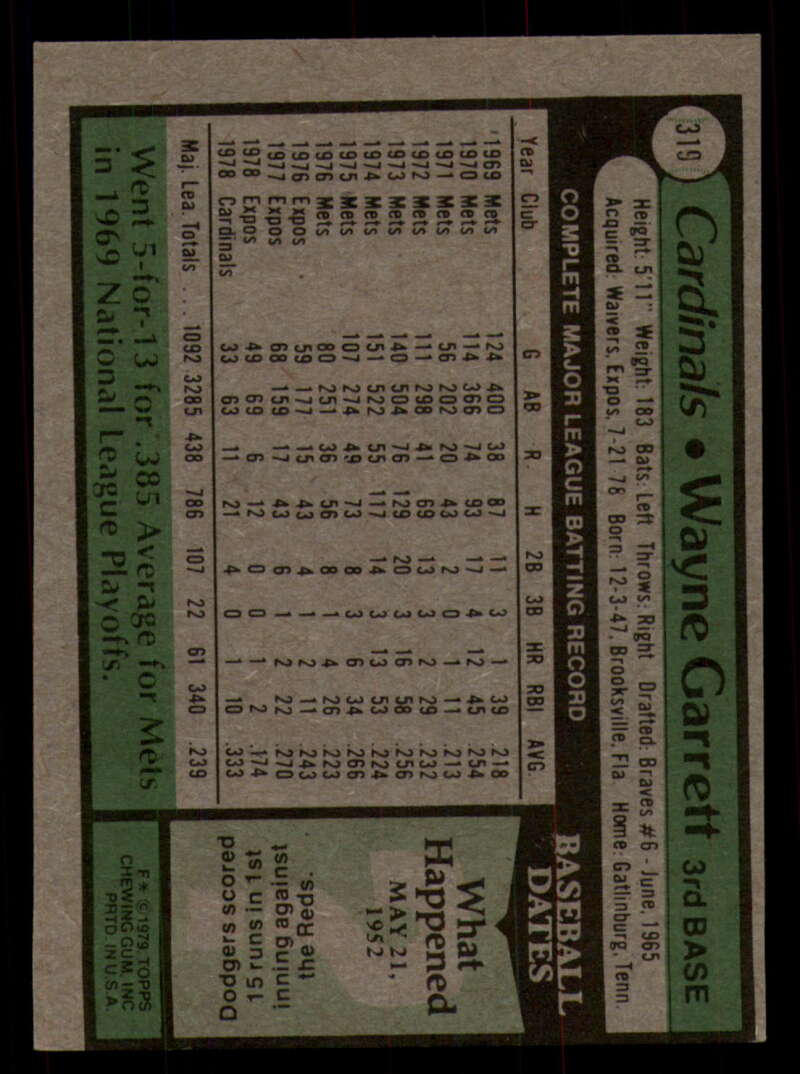 319 Cardinals • Wayne Garrett 3rd BASE
Height: 5'11" Weight: 183 Bats: Left Throws: Right Drafted: Braves #6 - June, 1965
Acquired: Waivers, Expos, 7-21-78 Born: 12-3-47, Brooksville, Fla. Home: Gatlinburg, Tenn.
COMPLETE MAJOR LEAGUE BATTING RECORD
Year Club G AB R H 2B 3B HR RBI AVG.
1969 Mets 124 400 38 87 11 3 1 39 .218
1970 Mets 114 366 74 93 17 4 12 45 .254
1971 Mets 56 202 20 43 2 0 1 11 .213
1972 Mets 111 298 41 69 13 3 2 29 .232
1973 Mets 140 504 76 129 20 3 16 58 .256
1974 Mets 151 522 55 117 14 3 13 53 .224
1975 Mets 107 274 49 73 8 3 6 34 .266
1976 Mets 80 251 36 56 8 1 4 26 .223
1976 Expos 59 177 15 43 4 1 2 11 .243
1977 Expos 68 159 17 43 6 1 2 22 .270
1978 Expos 49 69 6 12 0 0 1 2 .174
1978 Cardinals 33 63 11 21 4 0 1 10 .333
Maj. Lea. Totals . . . 1092 3285 438 786 107 22 61 340 .239
Went 5-for-13 for .385 Average for Mets
in 1969 National League Playoffs.
BASEBALL
DATES
What
Happened
MAY 21,
1952
Dodgers scored
15 runs in 1st
inning against
the Reds.
F* © 1979 TOPPS
CHEWING GUM, INC.
PRTD. IN U.S.A.